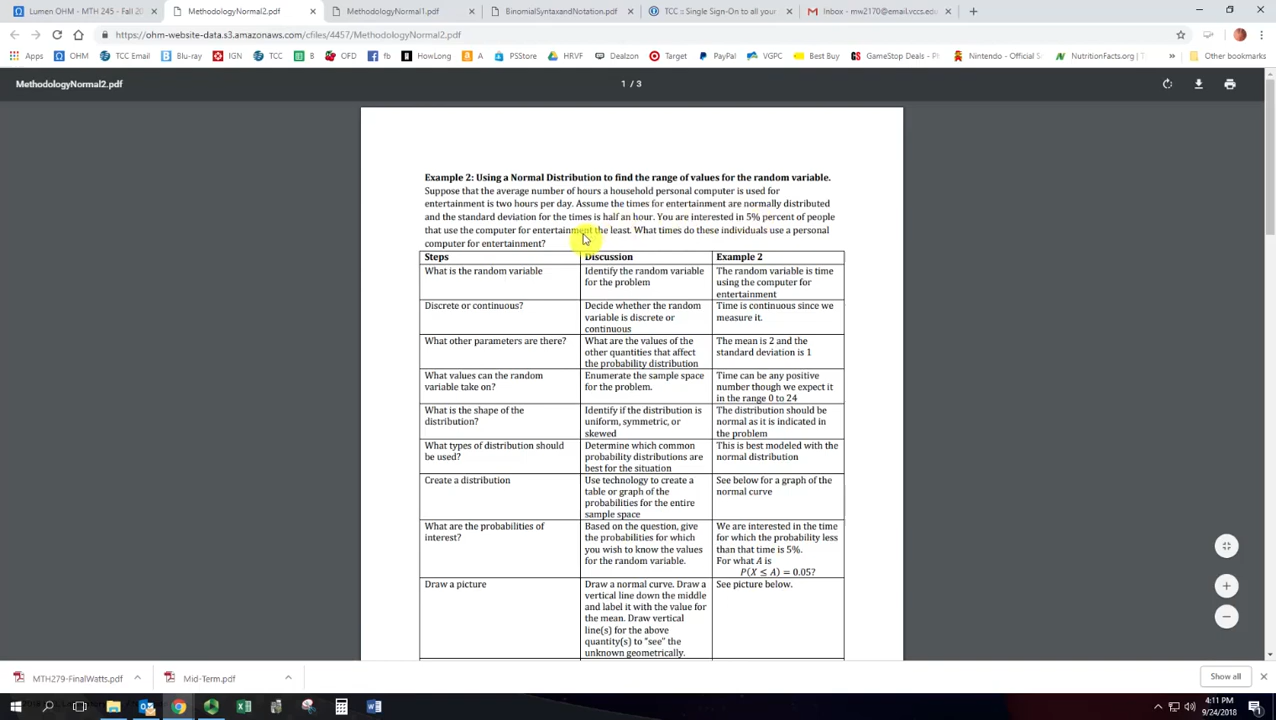 Lumen OHM - MTH 245 - Fall 20
MethodologyNormal2.pdf
MethodologyNormal1.pdf
BinomialSyntaxandNotation.pdf
TCC :: Single Sign-On to all your
Inbox - mw2170@email.vccs.ed
https://ohm-website-data.s3.amazonaws.com/cfiles/4457/MethodologyNormal2.pdf
Apps
OHM
TCC Email
Blu-ray
IGN
TCC
B
Quizlet
OFD
fb
HowLong
Amazon
PSStore
HRVF
Dealzon
Target
PayPal
VGPC
Best Buy
GameStop Deals - P
Nintendo - Official S
NutritionFacts.org | T
»
Other bookmarks
MethodologyNormal2.pdf
1 / 3
Example 2: Using a Normal Distribution to find the range of values for the random variable.
Suppose that the average number of hours a household personal computer is used for
entertainment is two hours per day. Assume the times for entertainment are normally distributed
and the standard deviation for the times is half an hour. You are interested in 5% percent of people
that use the computer for entertainment the least. What times do these individuals use a personal
computer for entertainment?
Steps
Discussion
Example 2
What is the random variable
Identify the random variable
for the problem
The random variable is time
using the computer for
entertainment
Discrete or continuous?
Decide whether the random
variable is discrete or
continuous
Time is continuous since we
measure it.
What other parameters are there?
What are the values of the
other quantities that affect
the probability distribution
The mean is 2 and the
standard deviation is 1
What values can the random
variable take on?
Enumerate the sample space
for the problem.
Time can be any positive
number though we expect it
in the range 0 to 24
What is the shape of the
distribution?
Identify if the distribution is
uniform, symmetric, or
skewed
The distribution should be
normal as it is indicated in
the problem
What types of distribution should
be used?
Determine which common
probability distributions are
best for the situation
This is best modeled with the
normal distribution
Create a distribution
Use technology to create a
table or graph of the
probabilities for the entire
sample space
See below for a graph of the
normal curve
What are the probabilities of
interest?
Based on the question, give
the probabilities for which
you wish to know the values
for the random variable.
We are interested in the time
for which the probability less
than that time is 5%.
For what A is
P(X ≤ A) = 0.05?
Draw a picture
Draw a normal curve. Draw a
vertical line down the middle
and label it with the value for
the mean. Draw vertical
line(s) for the above
quantity(s) to "see" the
unknown geometrically.
See picture below.
MTH279-FinalWatts.pdf
Mid-Term.pdf
Show all
4:11 PM
9/24/2018